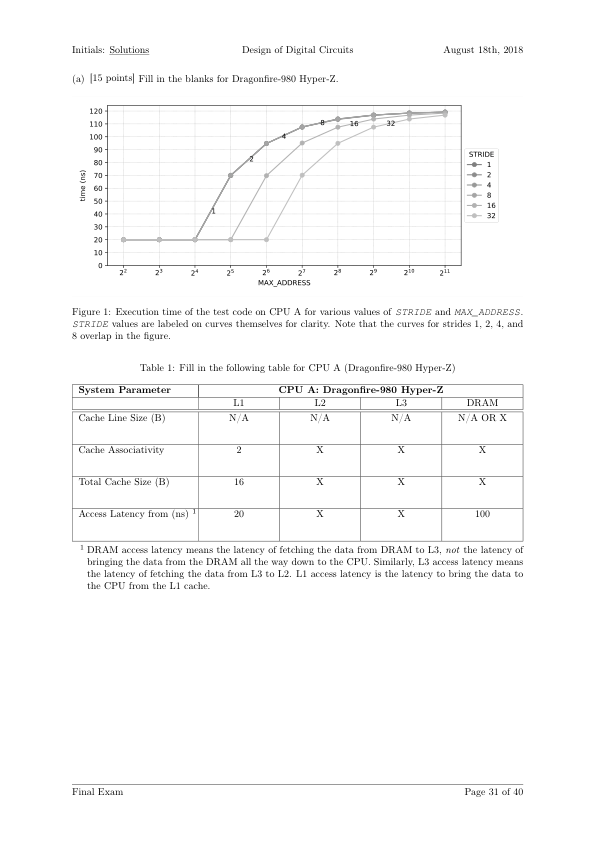 Initials: Solutions Design of Digital Circuits August 18th, 2018
(a) |15 points| Fill in the blanks for Dragonfire-980 Hyper-Z.
120
110
100
90
80
70
60
50
40
30
20
10
0
time (ns)
1
2
4
8
16
32
2^2 2^3 2^4 2^5 2^6 2^7 2^8 2^9 2^10 2^11
MAX_ADDRESS
STRIDE
1
2
4
8
16
32
Figure 1: Execution time of the test code on CPU A for various values of STRIDE and MAX_ADDRESS.
STRIDE values are labeled on curves themselves for clarity. Note that the curves for strides 1, 2, 4, and
8 overlap in the figure.
Table 1: Fill in the following table for CPU A (Dragonfire-980 Hyper-Z)
System Parameter CPU A: Dragonfire-980 Hyper-Z
L1 L2 L3 DRAM
Cache Line Size (B) N/A N/A N/A N/A OR X
Cache Associativity 2 X X X
Total Cache Size (B) 16 X X X
Access Latency from (ns) 1 20 X X 100
1 DRAM access latency means the latency of fetching the data from DRAM to L3, not the latency of
bringing the data from the DRAM all the way down to the CPU. Similarly, L3 access latency means
the latency of fetching the data from L3 to L2. L1 access latency is the latency to bring the data to
the CPU from the L1 cache.
Final Exam Page 31 of 40